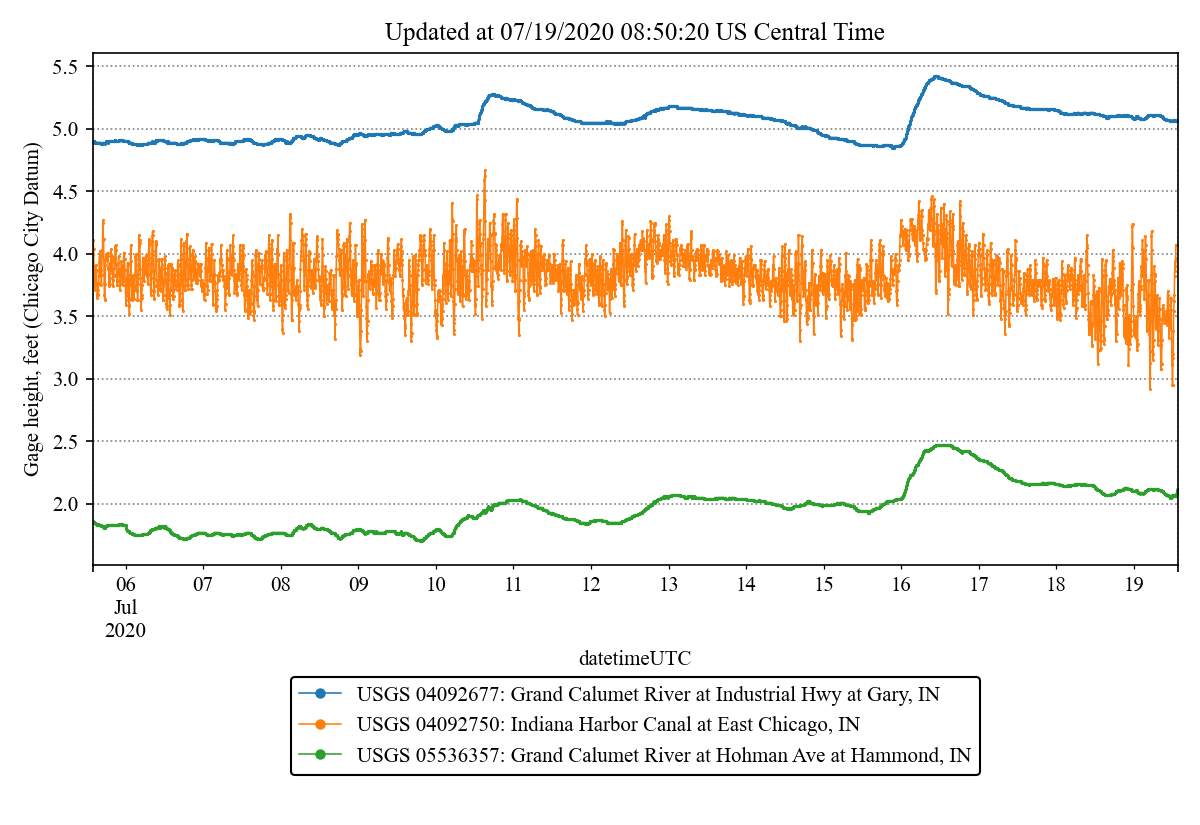 Updated at 07/19/2020 08:50:20 US Central Time
Gage height, feet (Chicago City Datum)
5.5
5.0
4.5
4.0
3.5
3.0
2.5
2.0
06 07 08 09 10 11 12 13 14 15 16 17 18 19
Jul
2020
datetimeUTC
USGS 04092677: Grand Calumet River at Industrial Hwy at Gary, IN
USGS 04092750: Indiana Harbor Canal at East Chicago, IN
USGS 05536357: Grand Calumet River at Hohman Ave at Hammond, IN